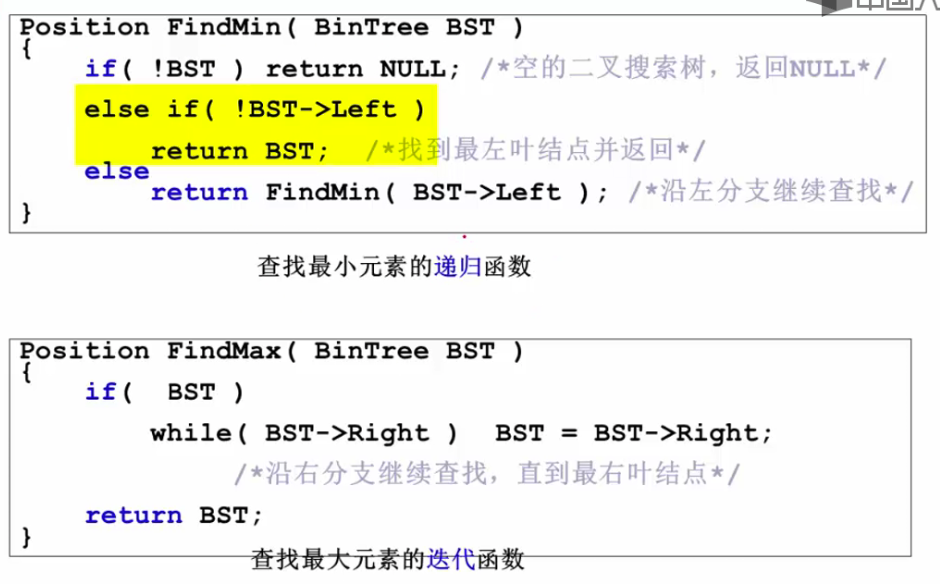 Position FindMin( BinTree BST )
{
if( !BST ) return NULL; /*空的二叉搜索树，返回NULL*/
else if( !BST->Left )
return BST; /*找到最左叶结点并返回*/
else
return FindMin( BST->Left ); /*沿左分支继续查找*/
}
查找最小元素的递归函数
Position FindMax( BinTree BST )
{
if( BST )
while( BST->Right ) BST = BST->Right;
/*沿右分支继续查找，直到最右叶结点*/
return BST;
}
查找最大元素的迭代函数